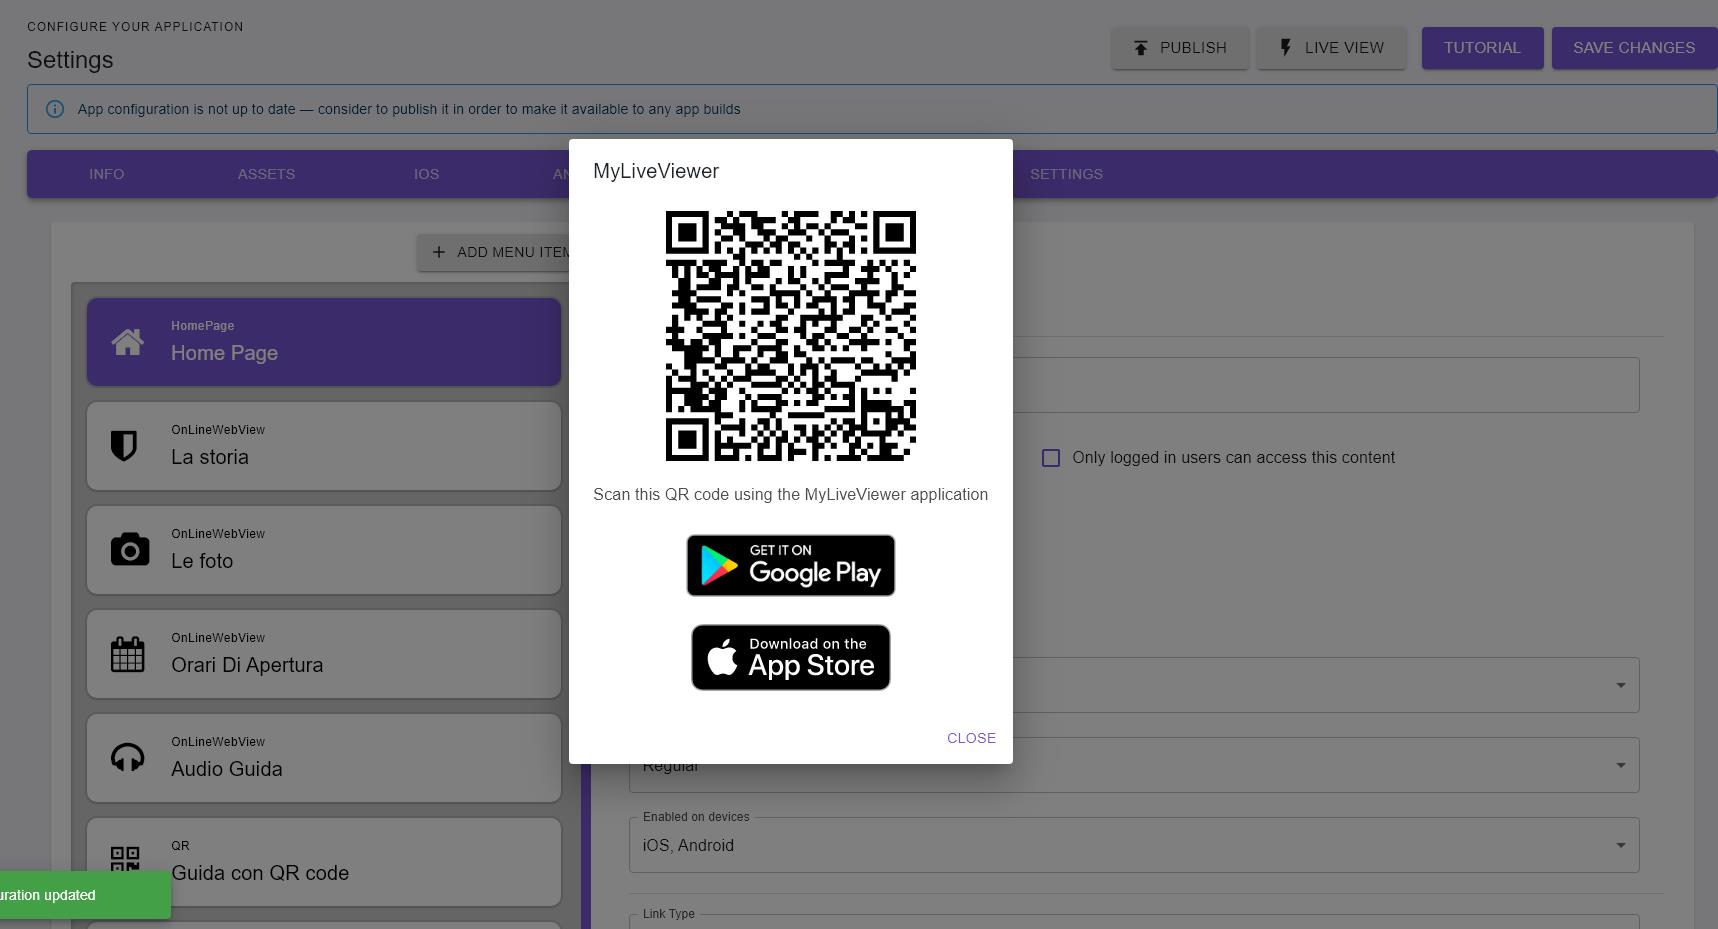 CONFIGURE YOUR APPLICATION
Settings
PUBLISH
LIVE VIEW
TUTORIAL
SAVE CHANGES
App configuration is not up to date — consider to publish it in order to make it available to any app builds
INFO
ASSETS
IOS
AN
SETTINGS
MyLiveViewer
ADD MENU ITEM
HomePage
Home Page
OnLineWebView
La storia
Only logged in users can access this content
Scan this QR code using the MyLiveViewer application
OnLineWebView
Le foto
GET IT ON
Google Play
OnLineWebView
Orari Di Apertura
Download on the
App Store
OnLineWebView
Audio Guida
CLOSE
Regular
Enabled on devices
iOS, Android
QR
Guida con QR code
uration updated
Link Type